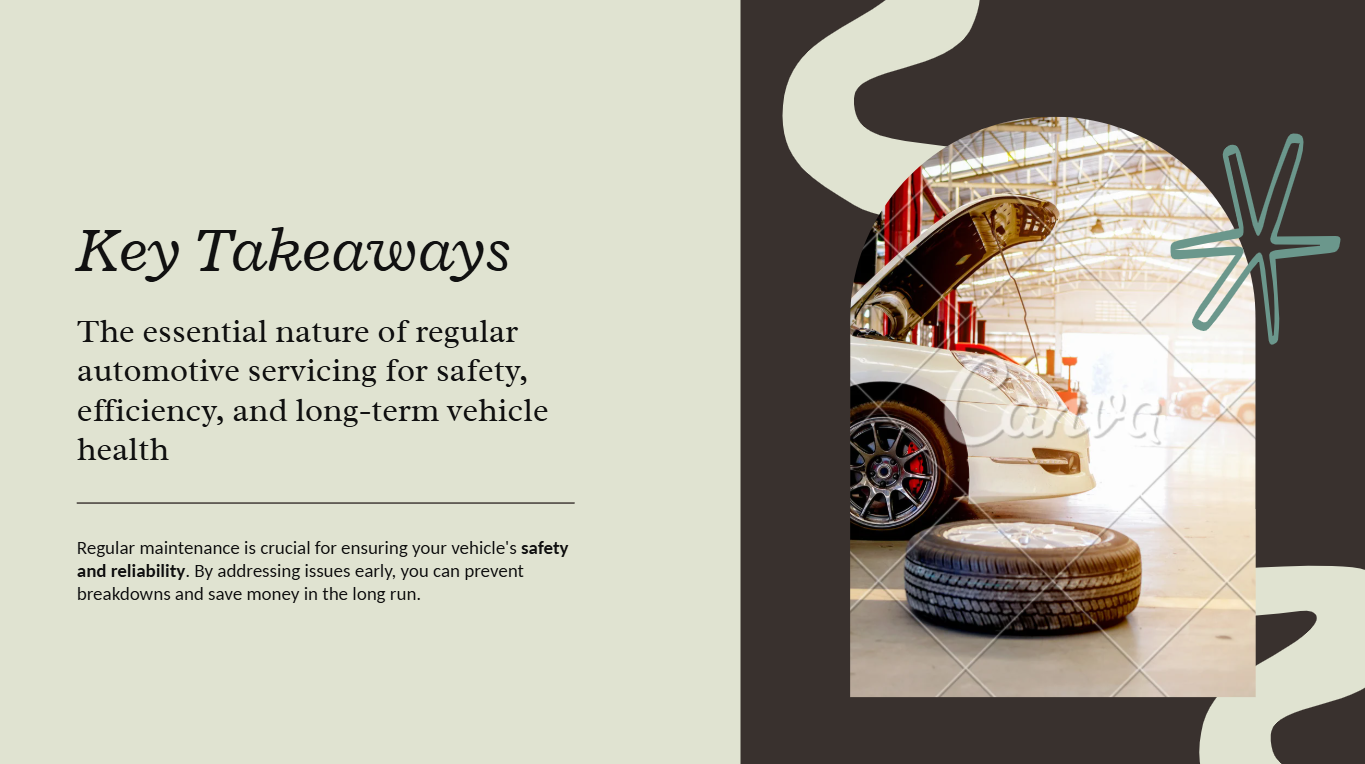 Key Takeaways
The essential nature of regular
automotive servicing for safety,
efficiency, and long-term vehicle
health
Regular maintenance is crucial for ensuring your vehicle's safety
and reliability. By addressing issues early, you can prevent
breakdowns and save money in the long run.
Canva